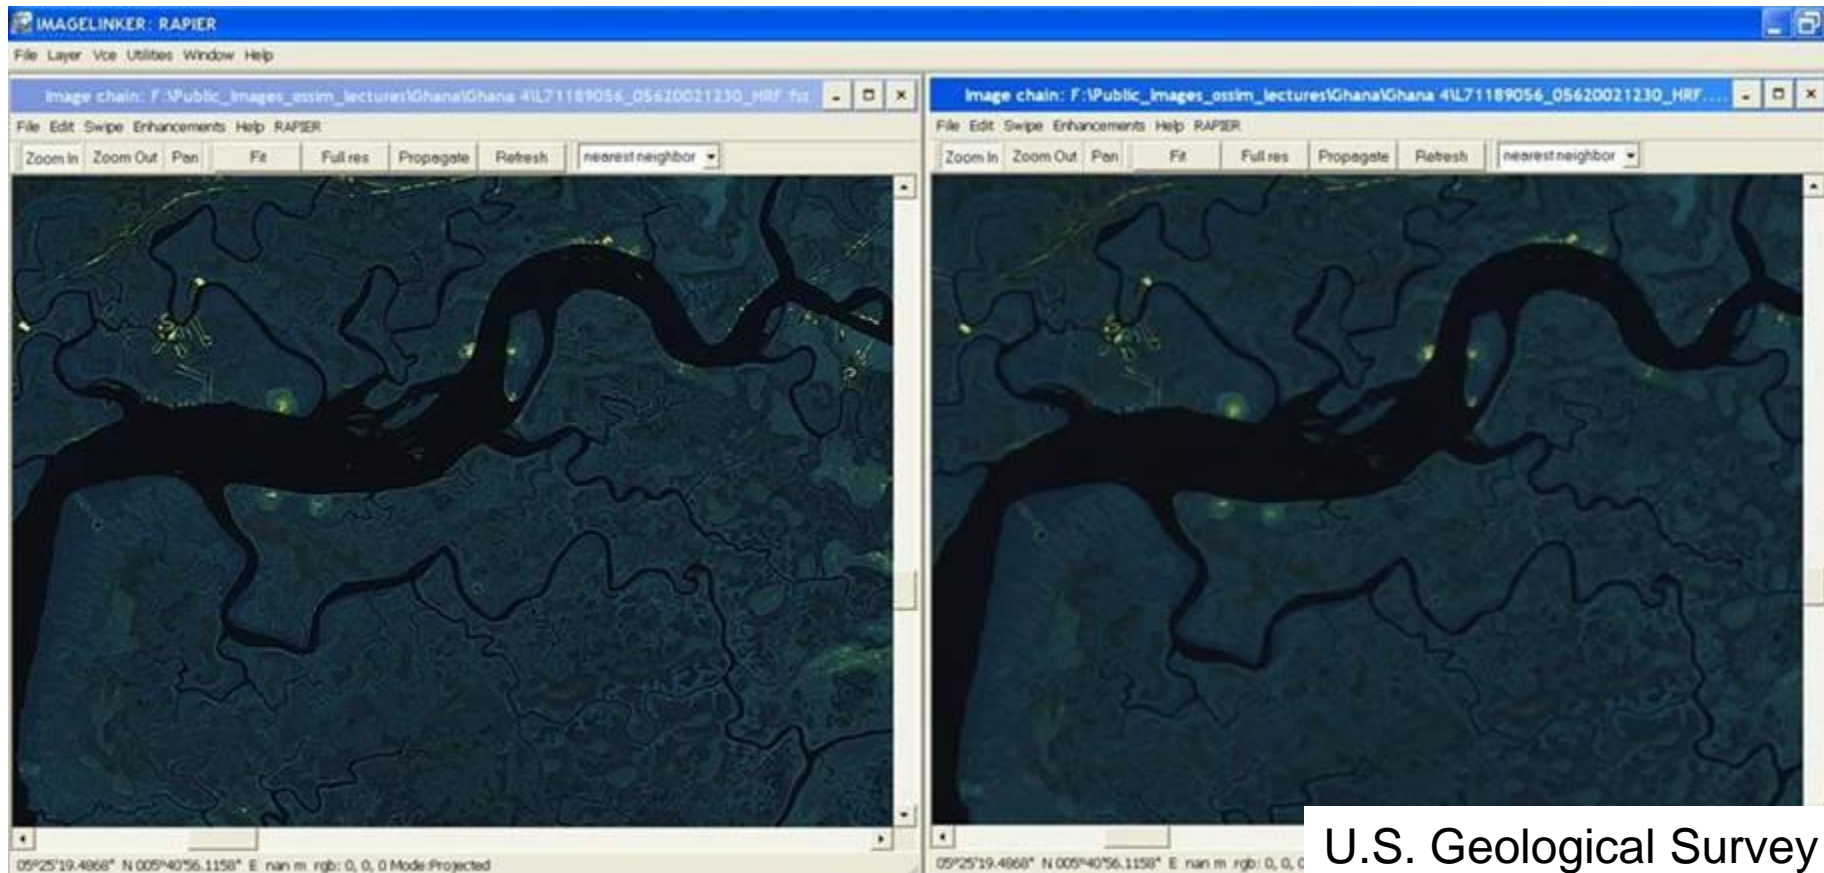 IMAGELINKER: RAPIER
File Layer Vce Utilities Window Help
Image chain: F:\Public_Images_ossim_lectures\Ghana\Ghana 4\L71189056_05620021230_HRF.fst
File Edit Swipe Enhancements Help RAPIER
Zoom In Zoom Out Pan Fit Full res Propagate Refresh nearest neighbor
05°25'19.4868" N 005°40'56.1158" E nan m rgb: 0, 0, 0 Mode:Projected
Image chain: F:\Public_Images_ossim_lectures\Ghana\Ghana 4\L71189056_05620021230_HRF....
File Edit Swipe Enhancements Help RAPIER
Zoom In Zoom Out Pan Fit Full res Propagate Refresh nearest neighbor
05°25'19.4868" N 005°40'56.1158" E nan m rgb: 0, 0, 0
U.S. Geological Survey